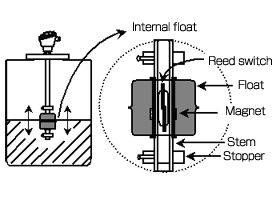 Internal float
Reed switch
Float
Magnet
Stem
Stopper